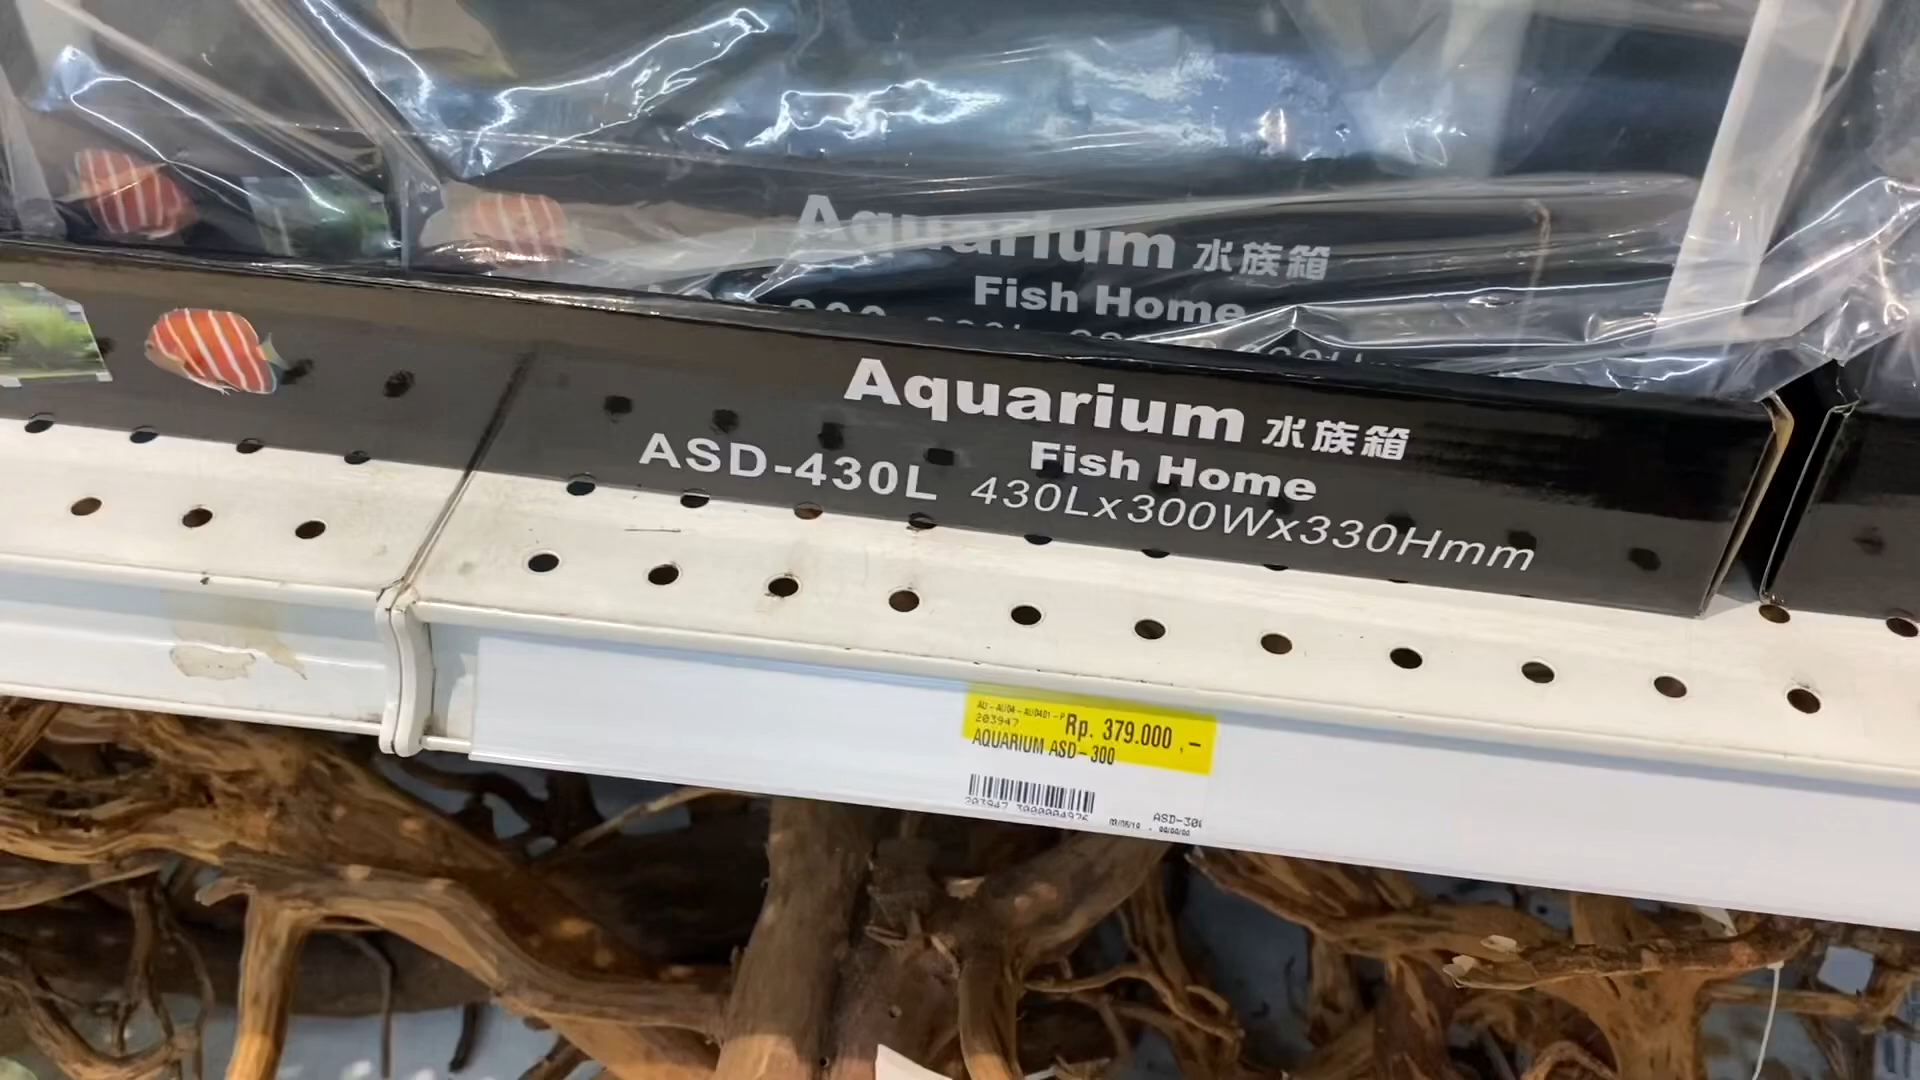 Aquarium 水族箱
Fish Home
Aquarium 水族箱
Fish Home
ASD-430L 430Lx300Wx330Hmm
203947
Rp. 379.000 ,-
AQUARIUM ASD-300